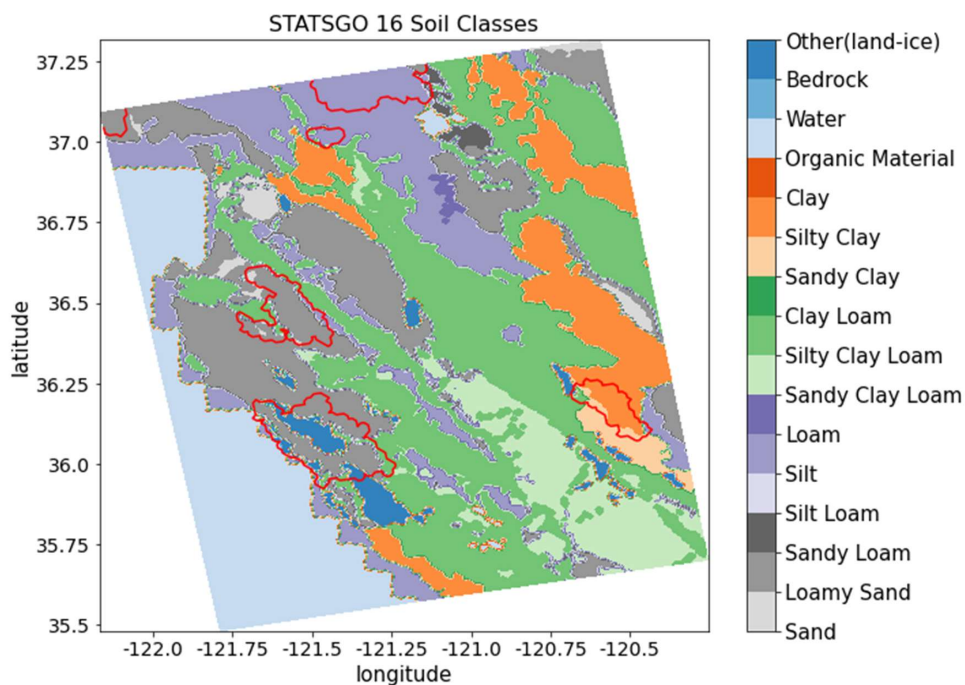 STATSGO 16 Soil Classes
37.25
37.0
36.75
36.5
36.25
36.0
35.75
35.5
latitude
-122.0
-121.75
-121.5
-121.25
-121.0
-120.75
-120.5
longitude
Other(land-ice)
Bedrock
Water
Organic Material
Clay
Silty Clay
Sandy Clay
Clay Loam
Silty Clay Loam
Sandy Clay Loam
Loam
Silt
Silt Loam
Sandy Loam
Loamy Sand
Sand